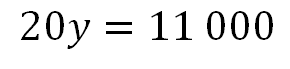 20y = 11 000